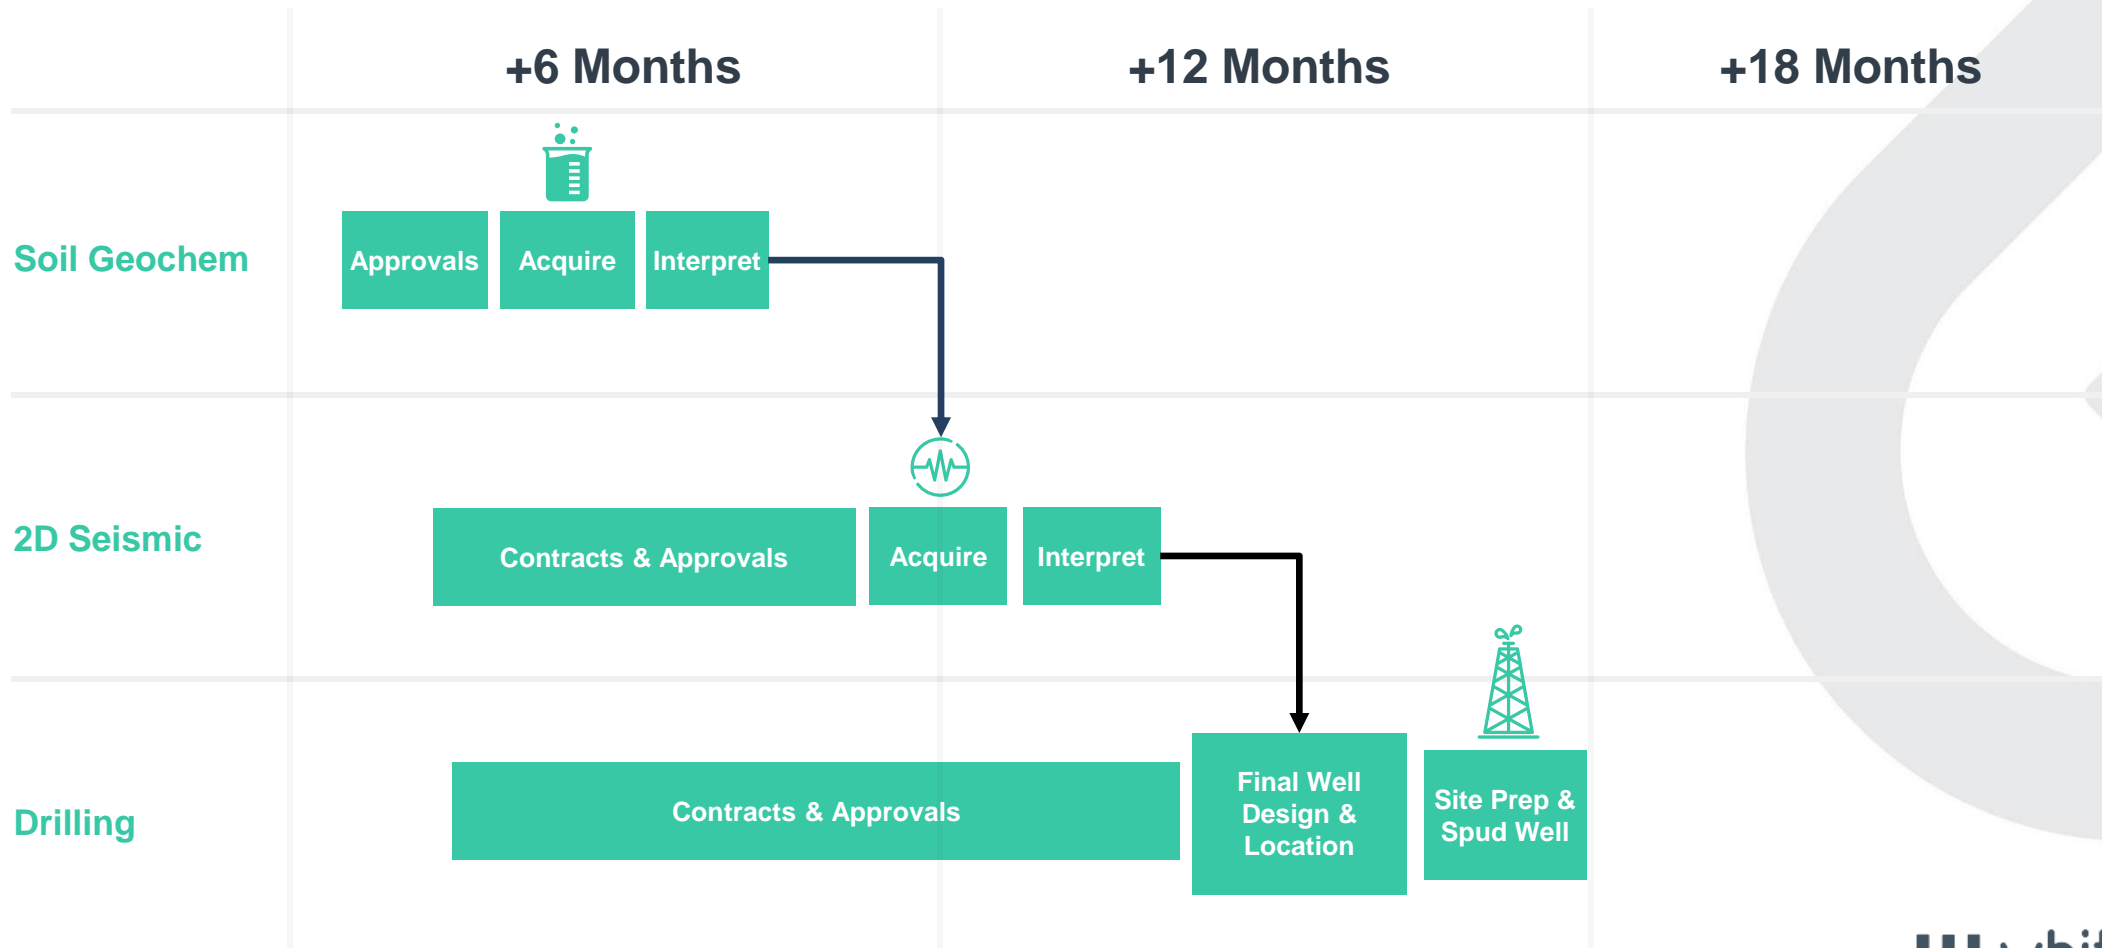 +6 Months
+12 Months
+18 Months
Soil Geochem
Approvals
Acquire
Interpret
2D Seismic
Contracts & Approvals
Acquire
Interpret
Drilling
Contracts & Approvals
Final Well
Design &
Location
Site Prep &
Spud Well